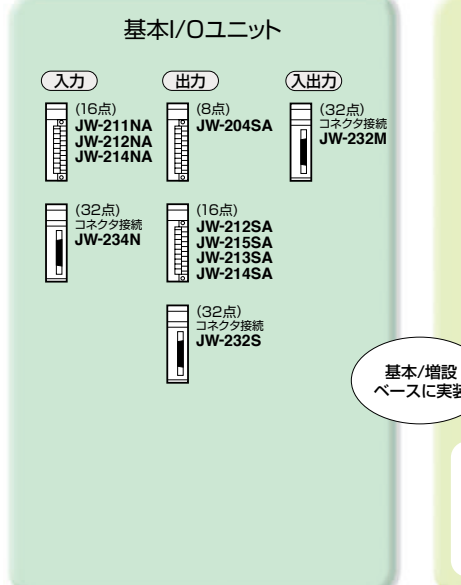 基本I/Oユニット
入力
(16点)
JW-211NA
JW-212NA
JW-214NA
(32点)
コネクタ接続
JW-234N
出力
(8点)
JW-204SA
(16点)
JW-212SA
JW-215SA
JW-213SA
JW-214SA
(32点)
コネクタ接続
JW-232S
入出力
(32点)
コネクタ接続
JW-232M
基本/増設
ベースに実装